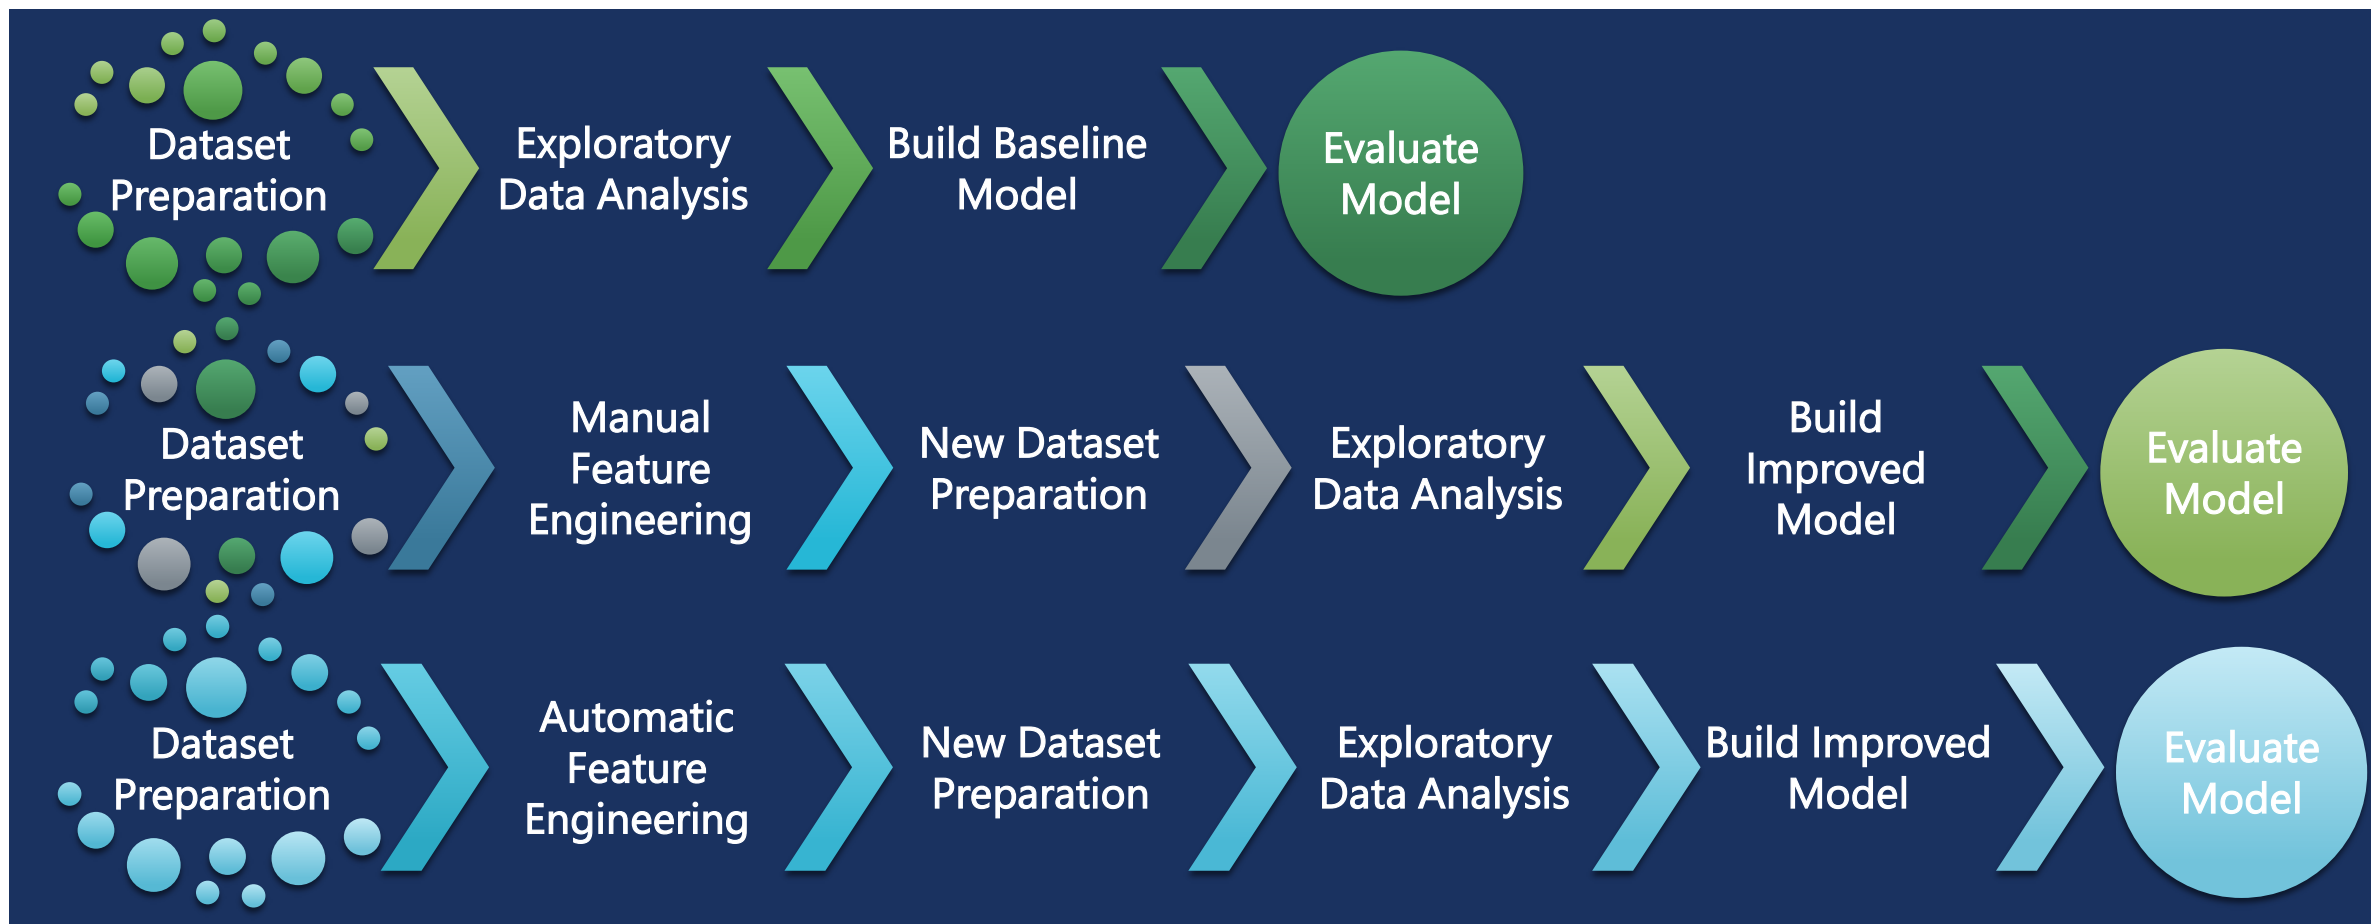 Dataset
Preparation
Exploratory
Data Analysis
Build Baseline
Model
Evaluate
Model
Dataset
Preparation
Manual
Feature
Engineering
New Dataset
Preparation
Exploratory
Data Analysis
Build
Improved
Model
Evaluate
Model
Dataset
Preparation
Automatic
Feature
Engineering
New Dataset
Preparation
Exploratory
Data Analysis
Build Improved
Model
Evaluate
Model